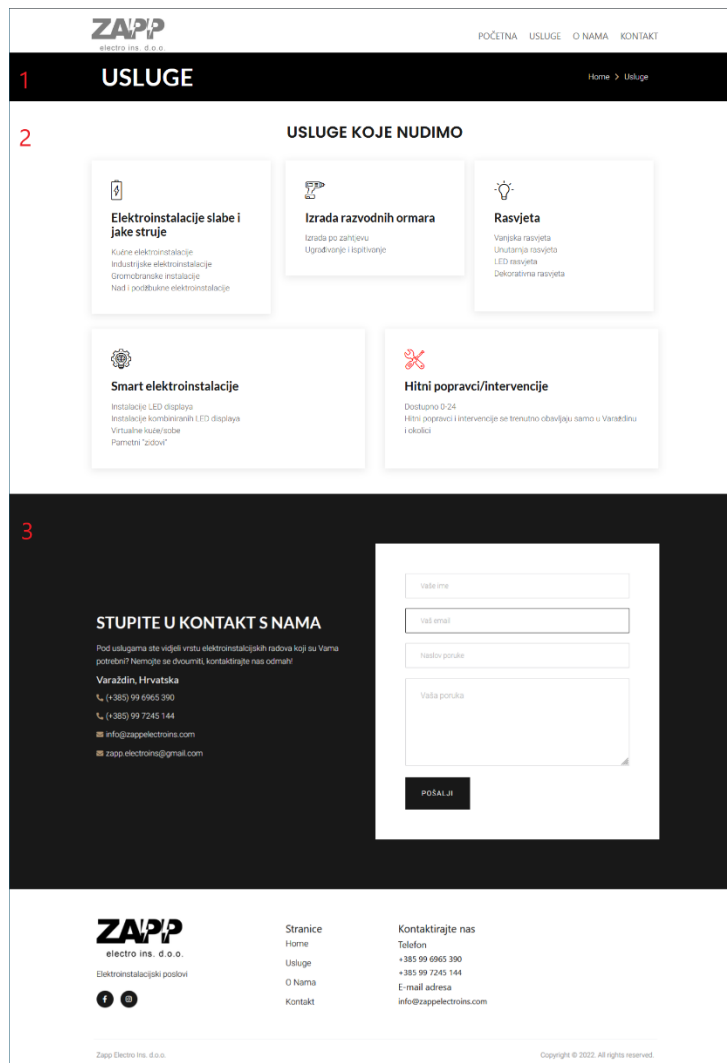 ZAPP
electro ins. d.o.o.
POČETNA USLUGE O NAMA KONTAKT
1
USLUGE
Home > Usluge
2
USLUGE KOJE NUDIMO
Elektroinstalacije slabe i
jake struje
Kućne elektroinstalacije
Industrijske elektroinstalacije
Gromobranske instalacije
Nad i podžbukne elektroinstalacije
Izrada razvodnih ormara
Izrada po zahtjevu
Ugrađivanje i ispitivanje
Rasvjeta
Vanjska rasvjeta
Unutarnja rasvjeta
LED rasvjeta
Dekorativna rasvjeta
Smart elektroinstalacije
Instalacije LED displaya
Instalacije kombiniranih LED displaya
Virtualne kuće/sobe
Pametni "zidovi"
Hitni popravci/intervencije
Dostupno 0-24
Hitni popravci i intervencije se trenutno obavljaju samo u Varaždinu
i okolici
3
STUPITE U KONTAKT S NAMA
Pod uslugama ste vidjeli vrstu elektroinstalcijskih radova koji su Vama
potrebni? Nemojte se dvoumiti, kontaktirajte nas odmah!
Varaždin, Hrvatska
(+385) 99 6965 390
(+385) 99 7245 144
info@zappelectroins.com
zapp.electroins@gmail.com
Vaše ime
Vaš email
Naslov poruke
Vaša poruka
POŠALJI
ZAPP
electro ins. d.o.o.
Elektroinstalacijski poslovi
Stranice
Home
Usluge
O Nama
Kontakt
Kontaktirajte nas
Telefon
+385 99 6965 390
+385 99 7245 144
E-mail adresa
info@zappelectroins.com
Zapp Electro Ins. d.o.o.
Copyright © 2022. All rights reserved.